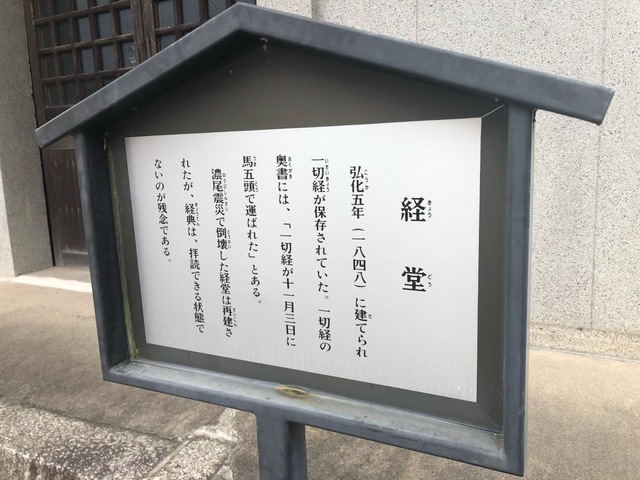 経堂
弘化五年（一八四八）に建てられ
一切経が保存されていた。一切経の
奥書には、「一切経が十一月三日に
馬五頭で運ばれた」とある。
濃尾震災で倒壊した経堂は再建さ
れたが、経典は、拝読できる状態で
ないのが残念である。